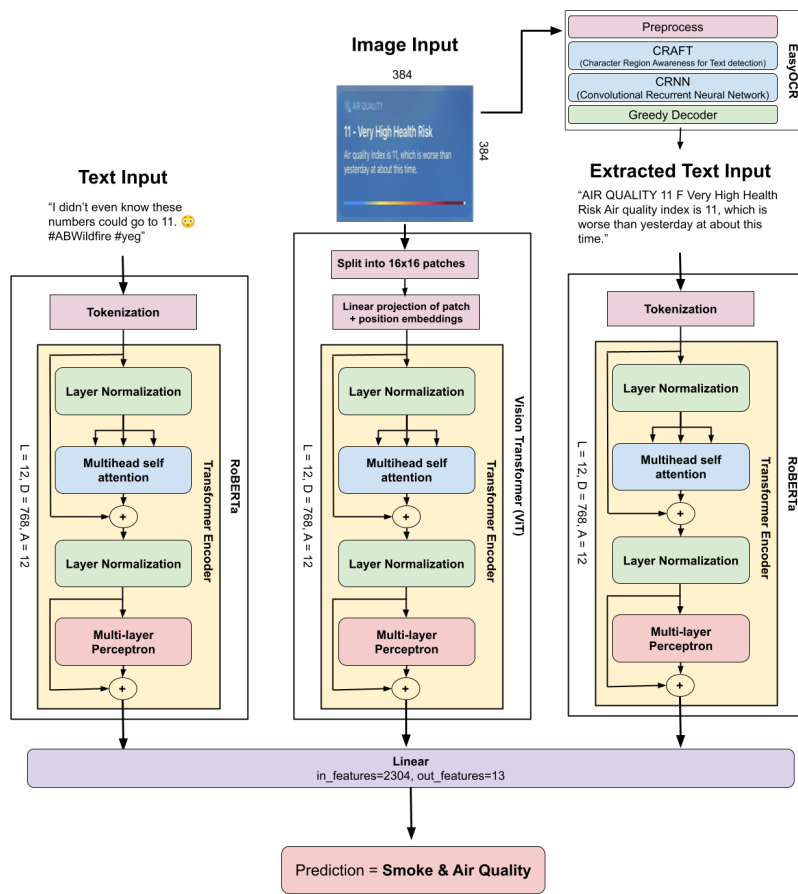 Image Input
384
384
AIR QUALITY
11 - Very High Health Risk
Air quality index is 11, which is worse than
yesterday at about this time.
Preprocess
CRAFT
(Character Region Awareness for Text detection)
CRNN
(Convolutional Recurrent Neural Network)
Greedy Decoder
EasyOCR
Text Input
“I didn’t even know these
numbers could go to 11. 😳
#ABWildfire #yeg”
Extracted Text Input
“AIR QUALITY 11 F Very High Health
Risk Air quality index is 11, which is
worse than yesterday at about this
time.”
Tokenization
Layer Normalization
Multihead self
attention
+
Layer Normalization
Multi-layer
Perceptron
+
L = 12, D = 768, A = 12
Transformer Encoder
RoBERTa
Split into 16x16 patches
Linear projection of patch
+ position embeddings
Layer Normalization
Multihead self
attention
+
Layer Normalization
Multi-layer
Perceptron
+
L = 12, D = 768, A = 12
Transformer Encoder
Vision Transformer (ViT)
Tokenization
Layer Normalization
Multihead self
attention
+
Layer Normalization
Multi-layer
Perceptron
+
L = 12, D = 768, A = 12
Transformer Encoder
RoBERTa
Linear
in_features=2304, out_features=13
Prediction = Smoke & Air Quality